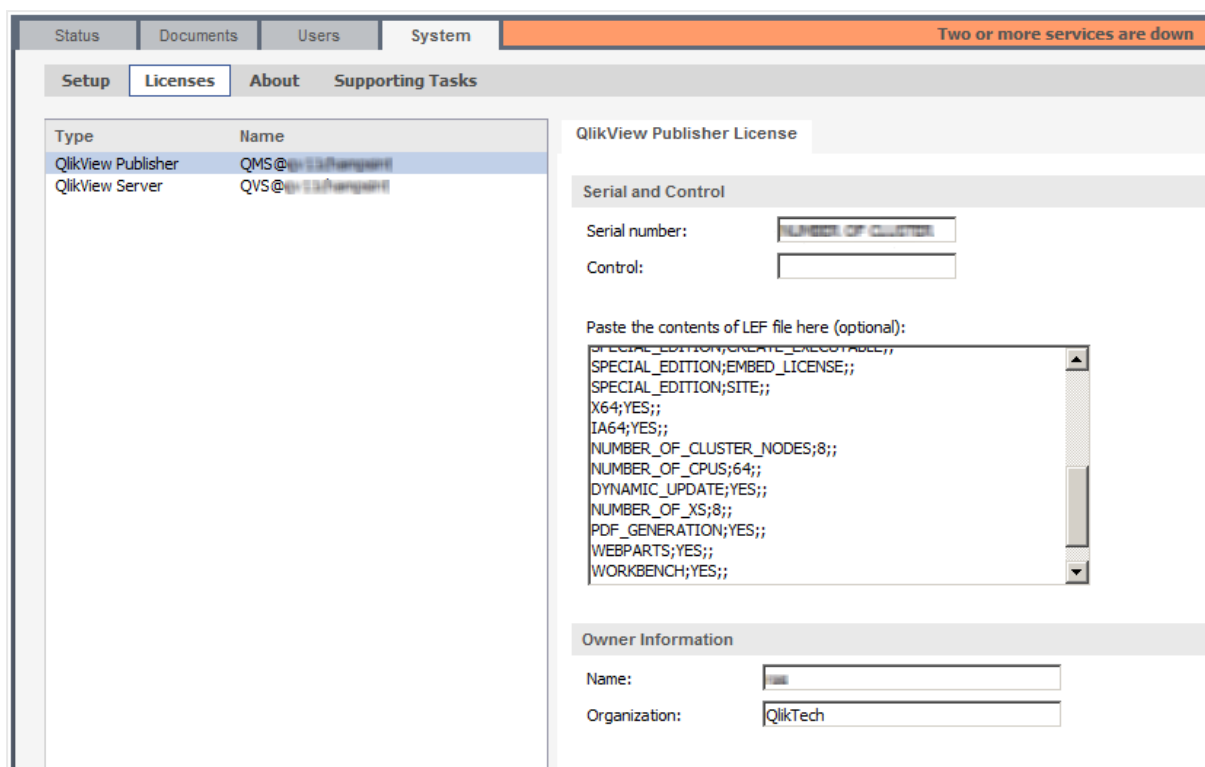 Status Documents Users System Two or more services are down
Setup Licenses About Supporting Tasks
Type Name
QlikView Publisher QMS@
QlikView Server QVS@
QlikView Publisher License
Serial and Control
Serial number:
Control:
Paste the contents of LEF file here (optional):
SPECIAL_EDITION;CREATE_EXECUTABLE;;
SPECIAL_EDITION;EMBED_LICENSE;;
SPECIAL_EDITION;SITE;;
X64;YES;;
IA64;YES;;
NUMBER_OF_CLUSTER_NODES;8;;
NUMBER_OF_CPUS;64;;
DYNAMIC_UPDATE;YES;;
NUMBER_OF_XS;8;;
PDF_GENERATION;YES;;
WEBPARTS;YES;;
WORKBENCH;YES;;
Owner Information
Name:
Organization: QlikTech